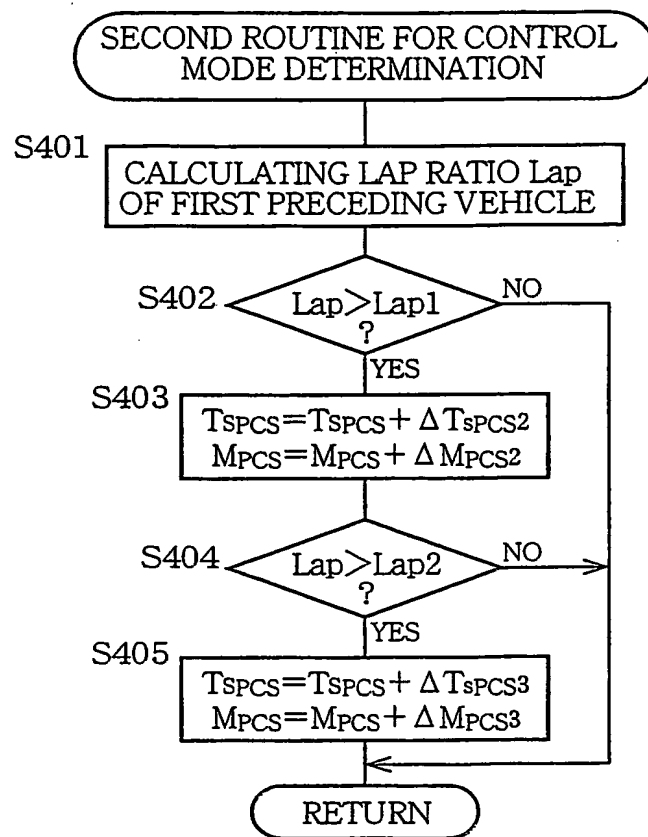 SECOND ROUTINE FOR CONTROL
MODE DETERMINATION
S401
CALCULATING LAP RATIO Lap
OF FIRST PRECEDING VEHICLE
S402
Lap>Lap1
?
NO
YES
S403
TsPCS=TsPCS+ΔTsPCS2
MPCS=MPCS+ΔMPCS2
S404
Lap>Lap2
?
NO
YES
S405
TsPCS=TsPCS+ΔTsPCS3
MPCS=MPCS+ΔMPCS3
RETURN